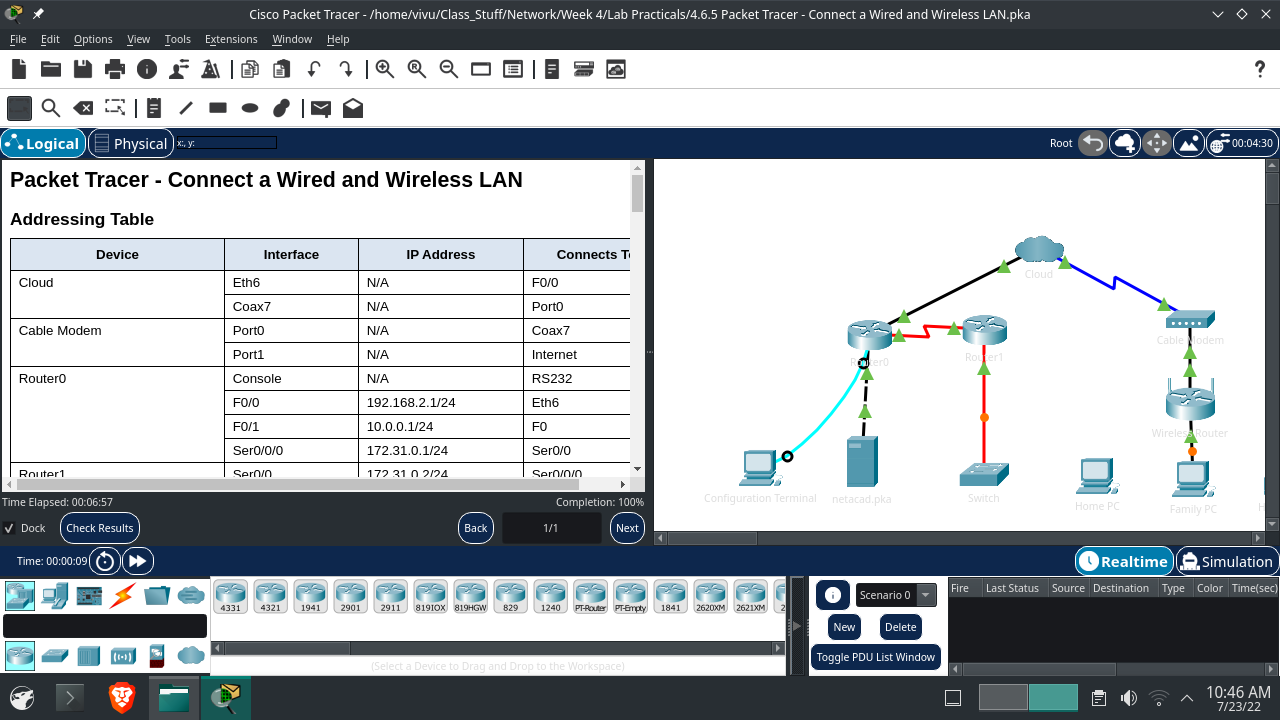 Cisco Packet Tracer - /home/vivu/Class_Stuff/Network/Week 4/Lab Practicals/4.6.5 Packet Tracer - Connect a Wired and Wireless LAN.pka
File Edit Options View Tools Extensions Window Help
Logical Physical x:, y: Root 00:04:30
Packet Tracer - Connect a Wired and Wireless LAN
Addressing Table
Device Interface IP Address Connects To
Cloud Eth6 N/A F0/0
Coax7 N/A Port0
Cable Modem Port0 N/A Coax7
Port1 N/A Internet
Router0 Console N/A RS232
F0/0 192.168.2.1/24 Eth6
F0/1 10.0.0.1/24 F0
Ser0/0/0 172.31.0.1/24 Ser0/0
Router1 Ser0/0 172.31.0.2/24 Ser0/0/0
Cloud
Cable Modem
Router0
Router1
Wireless Router
Configuration Terminal
netacad.pka
Switch
Home PC
Family PC
Time Elapsed: 00:06:57 Completion: 100%
Dock Check Results Back 1/1 Next
Time: 00:00:09 Realtime Simulation
4331 4321 1941 2901 2911 819IOX 819HGW 829 1240 PT-Router PT-Empty 1841 2620XM 2621XM
(Select a Device to Drag and Drop to the Workspace)
Scenario 0
New Delete
Toggle PDU List Window
Fire Last Status Source Destination Type Color Time(sec)
10:46 AM
7/23/22